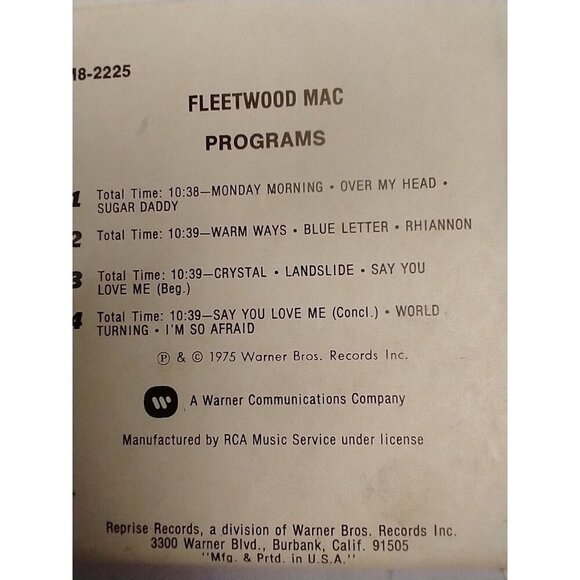 M8-2225
FLEETWOOD MAC
PROGRAMS
1 Total Time: 10:38—MONDAY MORNING • OVER MY HEAD •
SUGAR DADDY
2 Total Time: 10:39—WARM WAYS • BLUE LETTER • RHIANNON
3 Total Time: 10:39—CRYSTAL • LANDSLIDE • SAY YOU
LOVE ME (Beg.)
4 Total Time: 10:39—SAY YOU LOVE ME (Concl.) • WORLD
TURNING • I'M SO AFRAID
℗ & © 1975 Warner Bros. Records Inc.
A Warner Communications Company
Manufactured by RCA Music Service under license
Reprise Records, a division of Warner Bros. Records Inc.
3300 Warner Blvd., Burbank, Calif. 91505
"Mfg. & Prtd. in U.S.A."